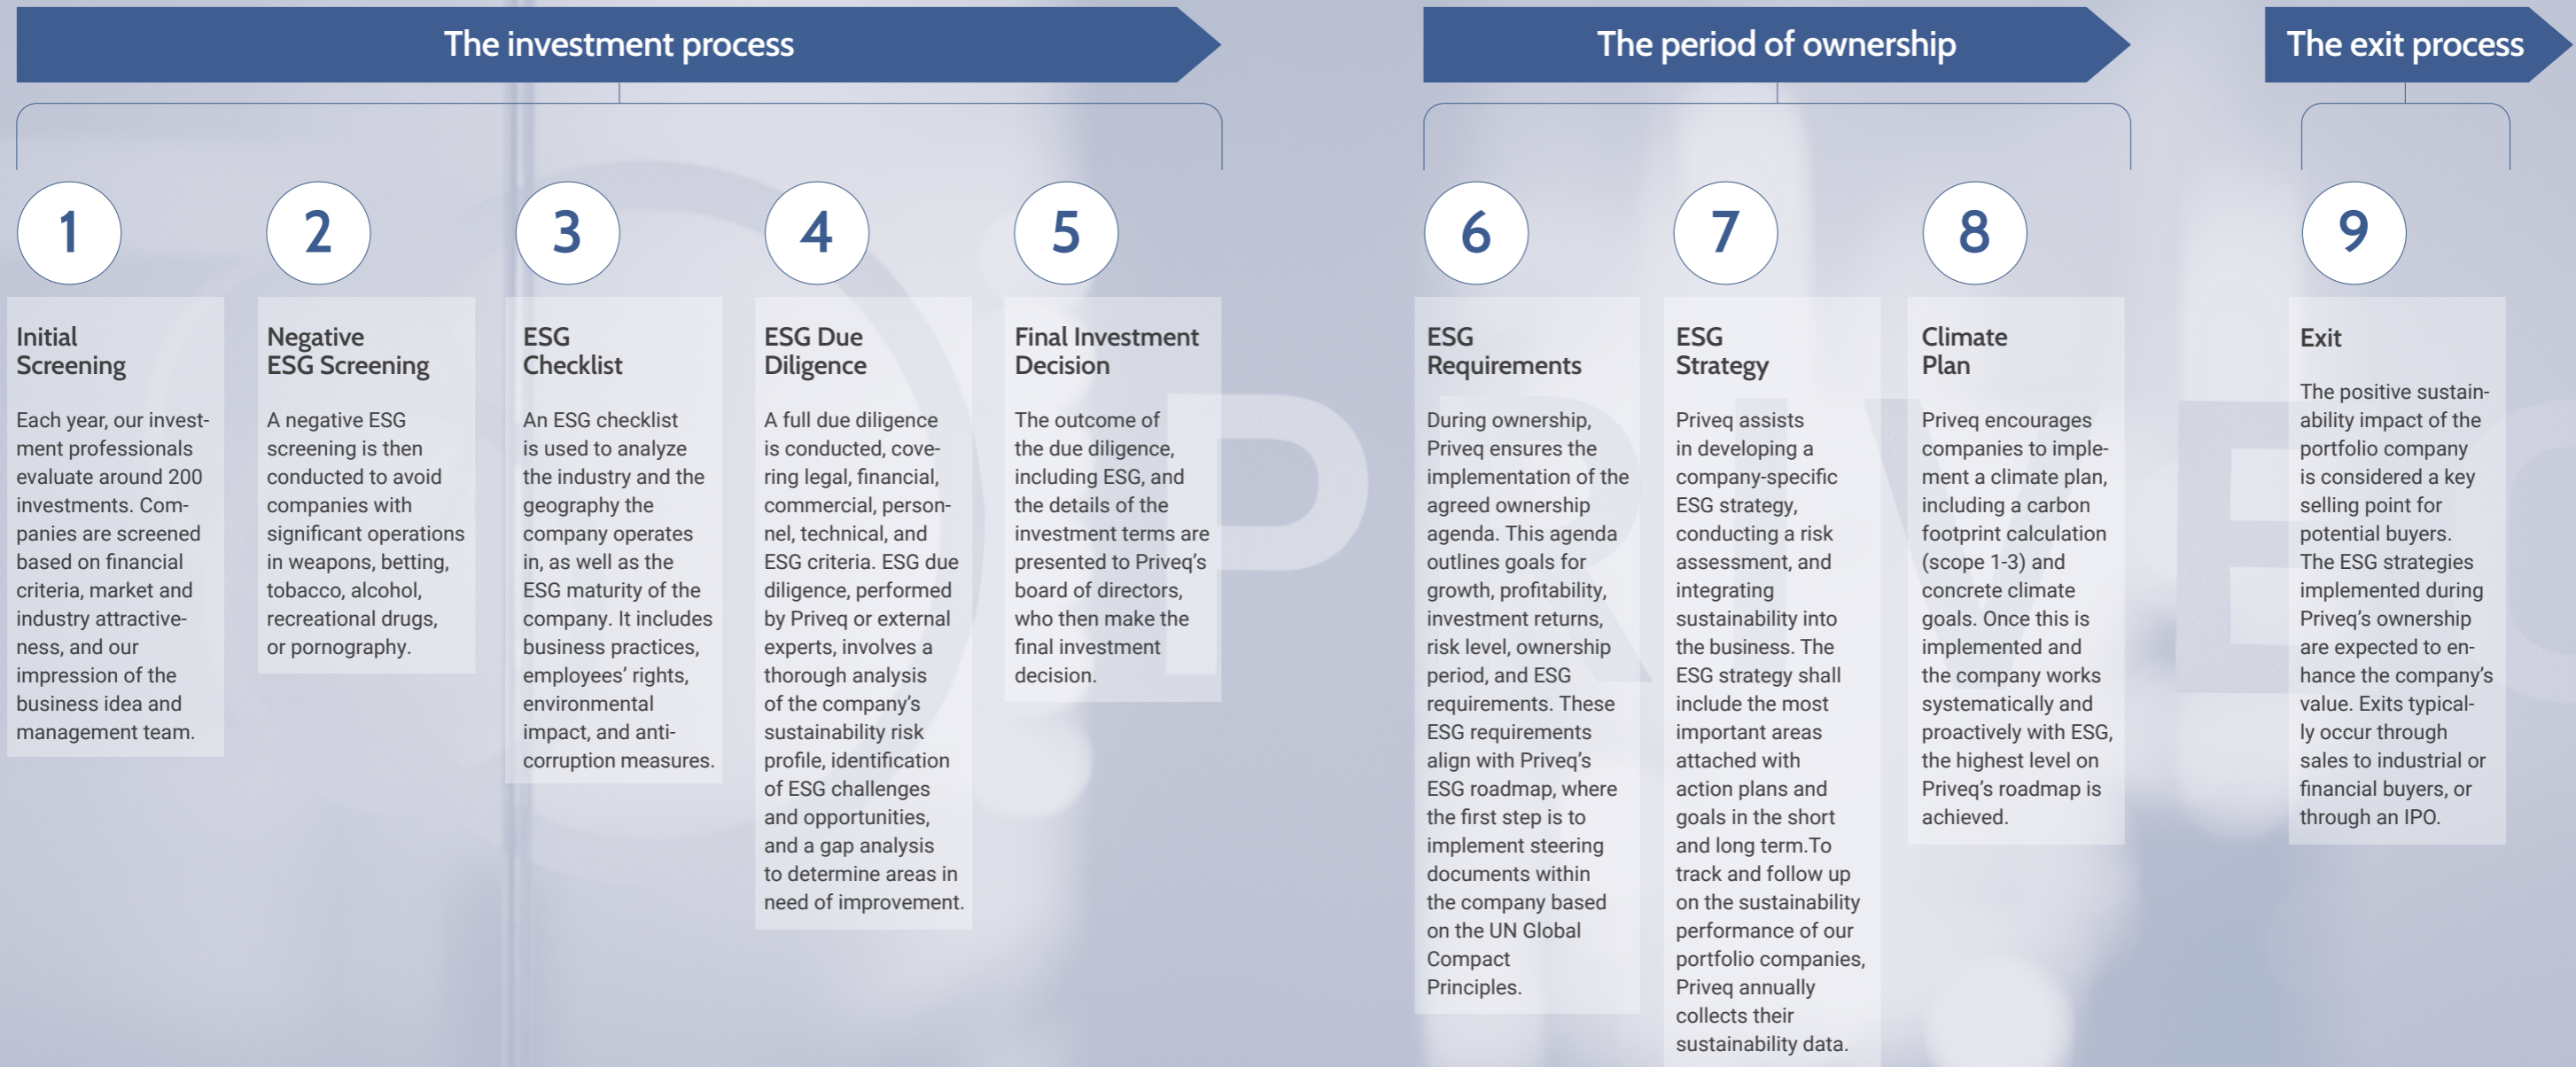 The investment process
The period of ownership
The exit process
1
Initial
Screening
Each year, our invest-
ment professionals
evaluate around 200
investments. Com-
panies are screened
based on financial
criteria, market and
industry attractive-
ness, and our
impression of the
business idea and
management team.
2
Negative
ESG Screening
A negative ESG
screening is then
conducted to avoid
companies with
significant operations
in weapons, betting,
tobacco, alcohol,
recreational drugs,
or pornography.
3
ESG
Checklist
An ESG checklist
is used to analyze
the industry and the
geography the
company operates
in, as well as the
ESG maturity of the
company. It includes
business practices,
employees’ rights,
environmental
impact, and anti-
corruption measures.
4
ESG Due
Diligence
A full due diligence
is conducted, cove-
ring legal, financial,
commercial, person-
nel, technical, and
ESG criteria. ESG due
diligence, performed
by Priveq or external
experts, involves a
thorough analysis
of the company’s
sustainability risk
profile, identification
of ESG challenges
and opportunities,
and a gap analysis
to determine areas in
need of improvement.
5
Final Investment
Decision
The outcome of
the due diligence,
including ESG, and
the details of the
investment terms are
presented to Priveq’s
board of directors,
who then make the
final investment
decision.
6
ESG
Requirements
During ownership,
Priveq ensures the
implementation of the
agreed ownership
agenda. This agenda
outlines goals for
growth, profitability,
investment returns,
risk level, ownership
period, and ESG
requirements. These
ESG requirements
align with Priveq’s
ESG roadmap, where
the first step is to
implement steering
documents within
the company based
on the UN Global
Compact
Principles.
7
ESG
Strategy
Priveq assists
in developing a
company-specific
ESG strategy,
conducting a risk
assessment, and
integrating
sustainability into
the business. The
ESG strategy shall
include the most
important areas
attached with
action plans and
goals in the short
and long term.To
track and follow up
on the sustainability
performance of our
portfolio companies,
Priveq annually
collects their
sustainability data.
8
Climate
Plan
Priveq encourages
companies to imple-
ment a climate plan,
including a carbon
footprint calculation
(scope 1-3) and
concrete climate
goals. Once this is
implemented and
the company works
systematically and
proactively with ESG,
the highest level on
Priveq’s roadmap is
achieved.
9
Exit
The positive sustain-
ability impact of the
portfolio company
is considered a key
selling point for
potential buyers.
The ESG strategies
implemented during
Priveq’s ownership
are expected to en-
hance the company’s
value. Exits typical-
ly occur through
sales to industrial or
financial buyers, or
through an IPO.